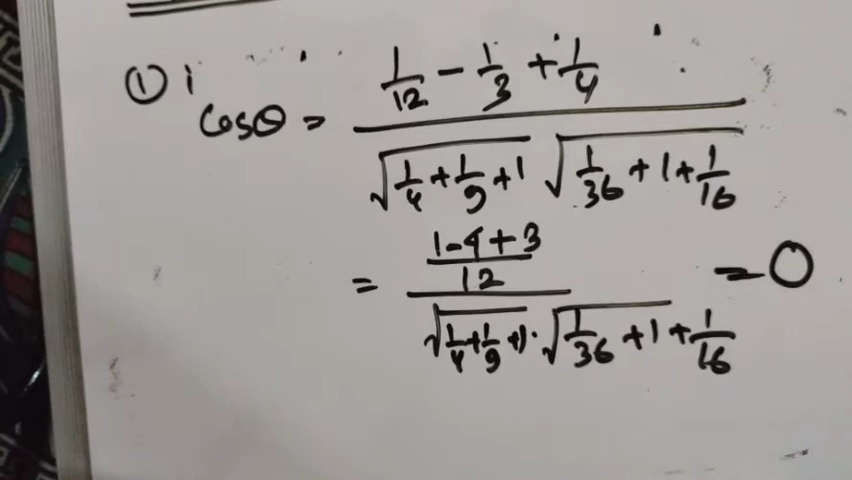 ① i
cosθ = (1/12 - 1/3 + 1/4) / (√(1/4 + 1/9 + 1) √(1/36 + 1 + 1/16))
= ((1-4+3)/12) / (√(1/4 + 1/9 + 1) · √(1/36 + 1) + 1/16) = 0